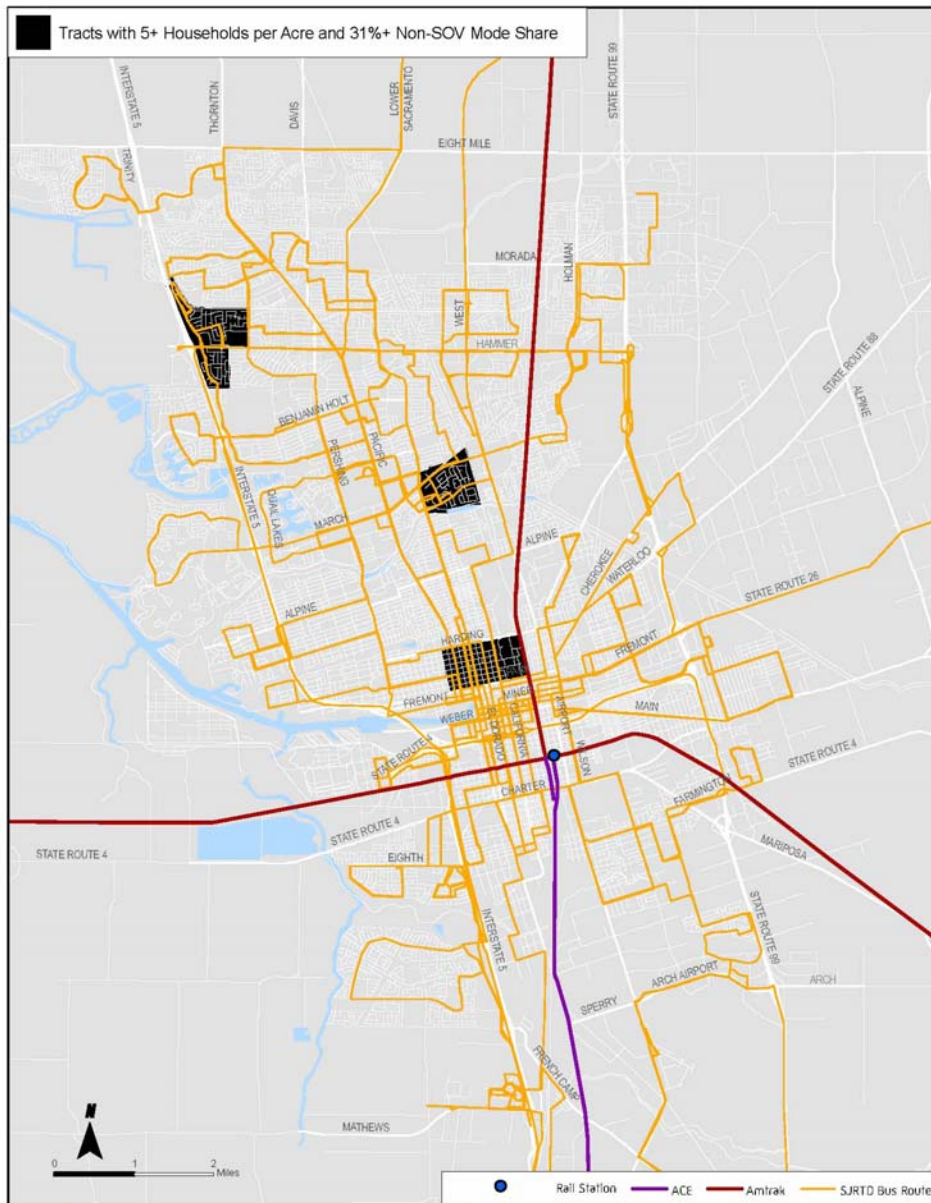 Tracts with 5+ Households per Acre and 31%+ Non-SOV Mode Share
INTERSTATE 5
THORNTON
DAVIS
LOWER
SACRAMENTO
STATE ROUTE 99
EIGHT MILE
TRINITY
MORADA
HOLMAN
WEST
HAMMER
STATE ROUTE 88
ALPINE
BENJAMIN HOLT
PERSHING
PACIFIC
INTERSTATE 5
QUAIL LAKES
MARCH
ALPINE
CHEROKEE
WATERLOO
STATE ROUTE 26
ALPINE
HARDING
FREMONT
FREMONT
MINER
AIRPORT
MAIN
WEBER
EL DORADO
CALIFORNIA
WILSON
STATE ROUTE 4
STATE ROUTE 4
CHARTER
FARMINGTON
MARIPOSA
STATE ROUTE 4
STATE ROUTE 4
EIGHTH
INTERSTATE 5
STATE ROUTE 99
ARCH AIRPORT
ARCH
SPERRY
FRENCH CAMP
MATHEWS
N
0 1 2
Miles
Rail Station ACE Amtrak SJRTD Bus Route